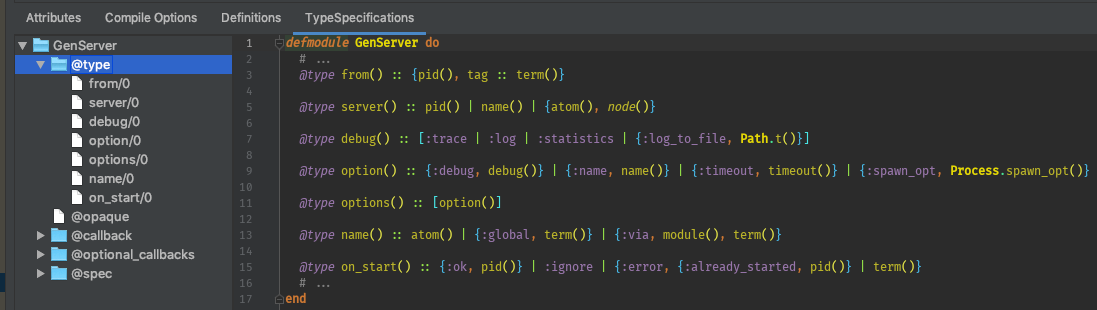 Attributes
Compile Options
Definitions
TypeSpecifications
GenServer
@type
from/0
server/0
debug/0
option/0
options/0
name/0
on_start/0
@opaque
@callback
@optional_callbacks
@spec
1 defmodule GenServer do
2 # ...
3 @type from() :: {pid(), tag :: term()}
4
5 @type server() :: pid() | name() | {atom(), node()}
6
7 @type debug() :: [:trace | :log | :statistics | {:log_to_file, Path.t()}]
8
9 @type option() :: {:debug, debug()} | {:name, name()} | {:timeout, timeout()} | {:spawn_opt, Process.spawn_opt()}
10
11 @type options() :: [option()]
12
13 @type name() :: atom() | {:global, term()} | {:via, module(), term()}
14
15 @type on_start() :: {:ok, pid()} | :ignore | {:error, {:already_started, pid()} | term()}
16 # ...
17 end